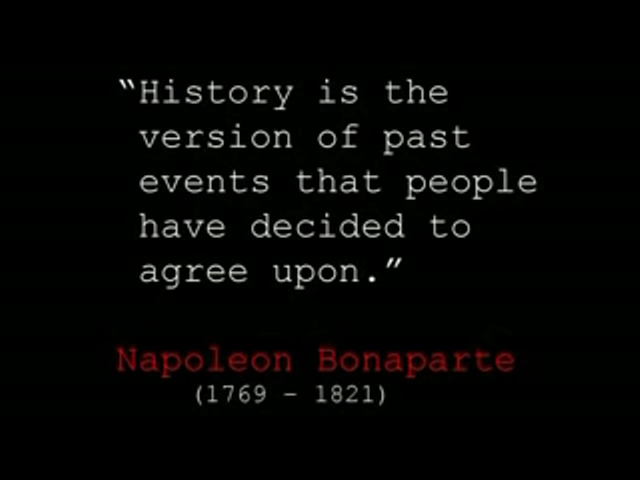 “History is the
version of past
events that people
have decided to
agree upon.”
Napoleon Bonaparte
(1769 – 1821)